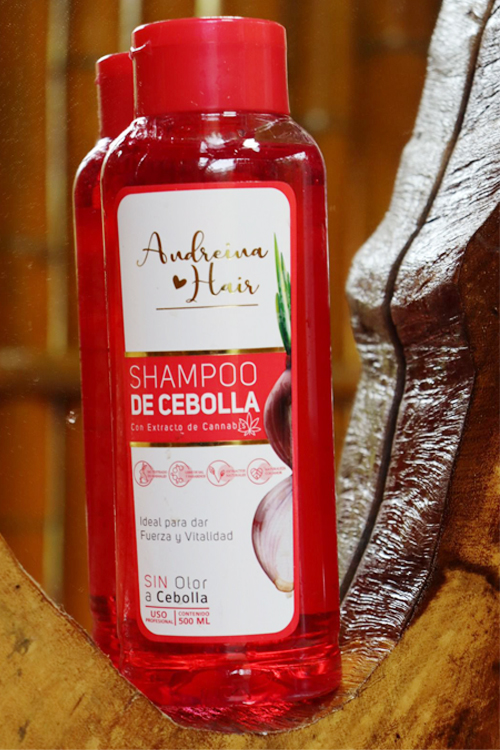 Andreina
Hair
SHAMPOO
DE CEBOLLA
Con Extracto de Cannab
Ideal para dar
Fuerza y Vitalidad
SIN Olor
a Cebolla
USO CONTENIDO
PROFESIONAL 500 ML